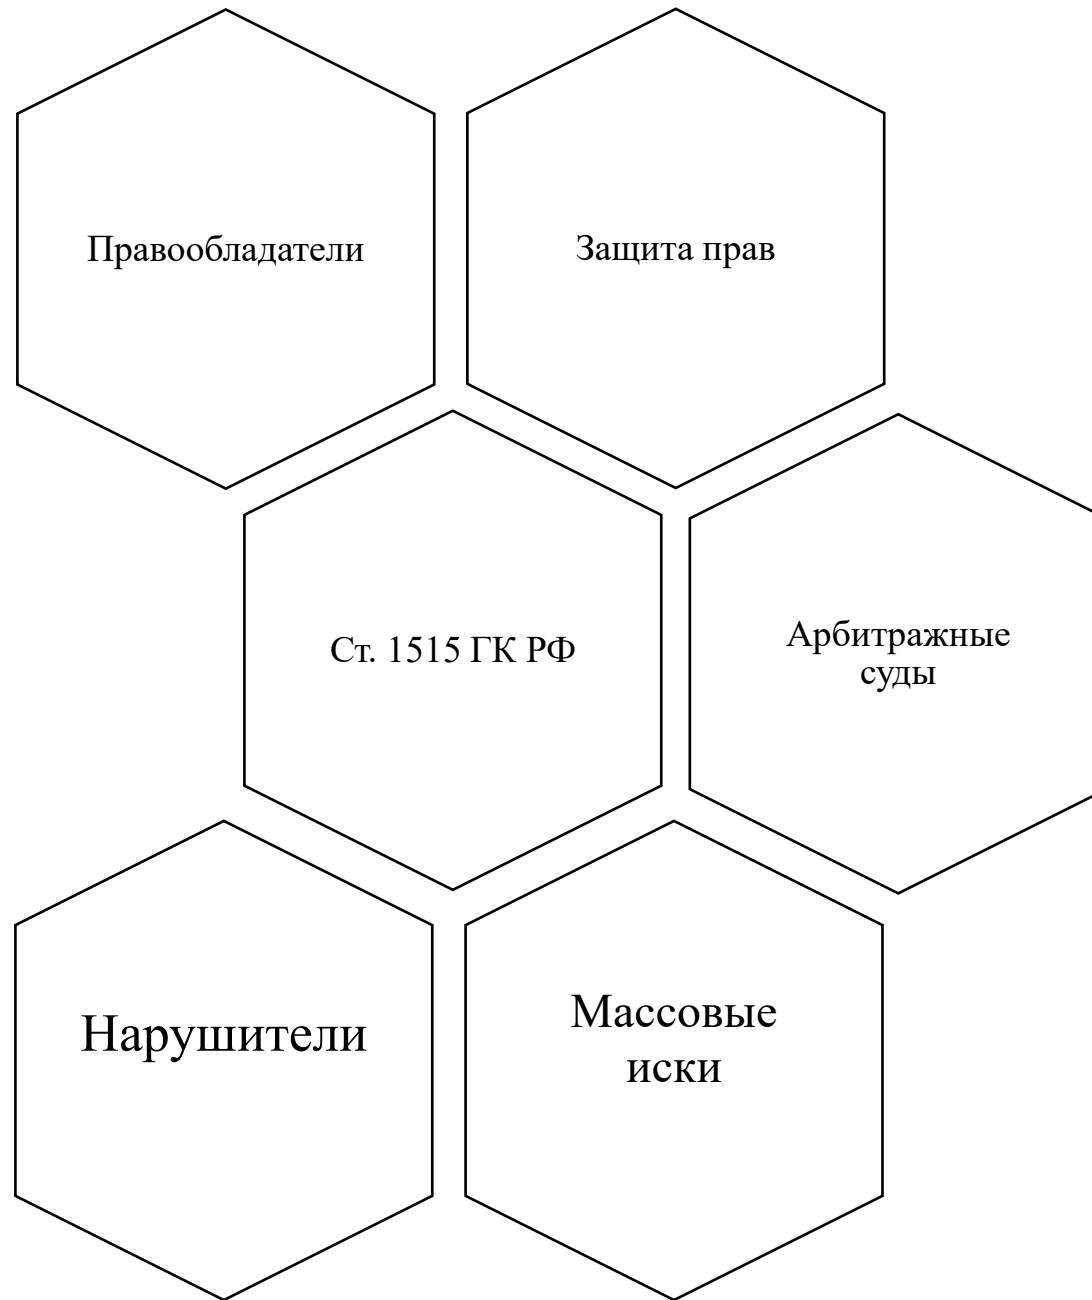 Правообладатели
Защита прав
Ст. 1515 ГК РФ
Арбитражные
суды
Нарушители
Массовые
иски